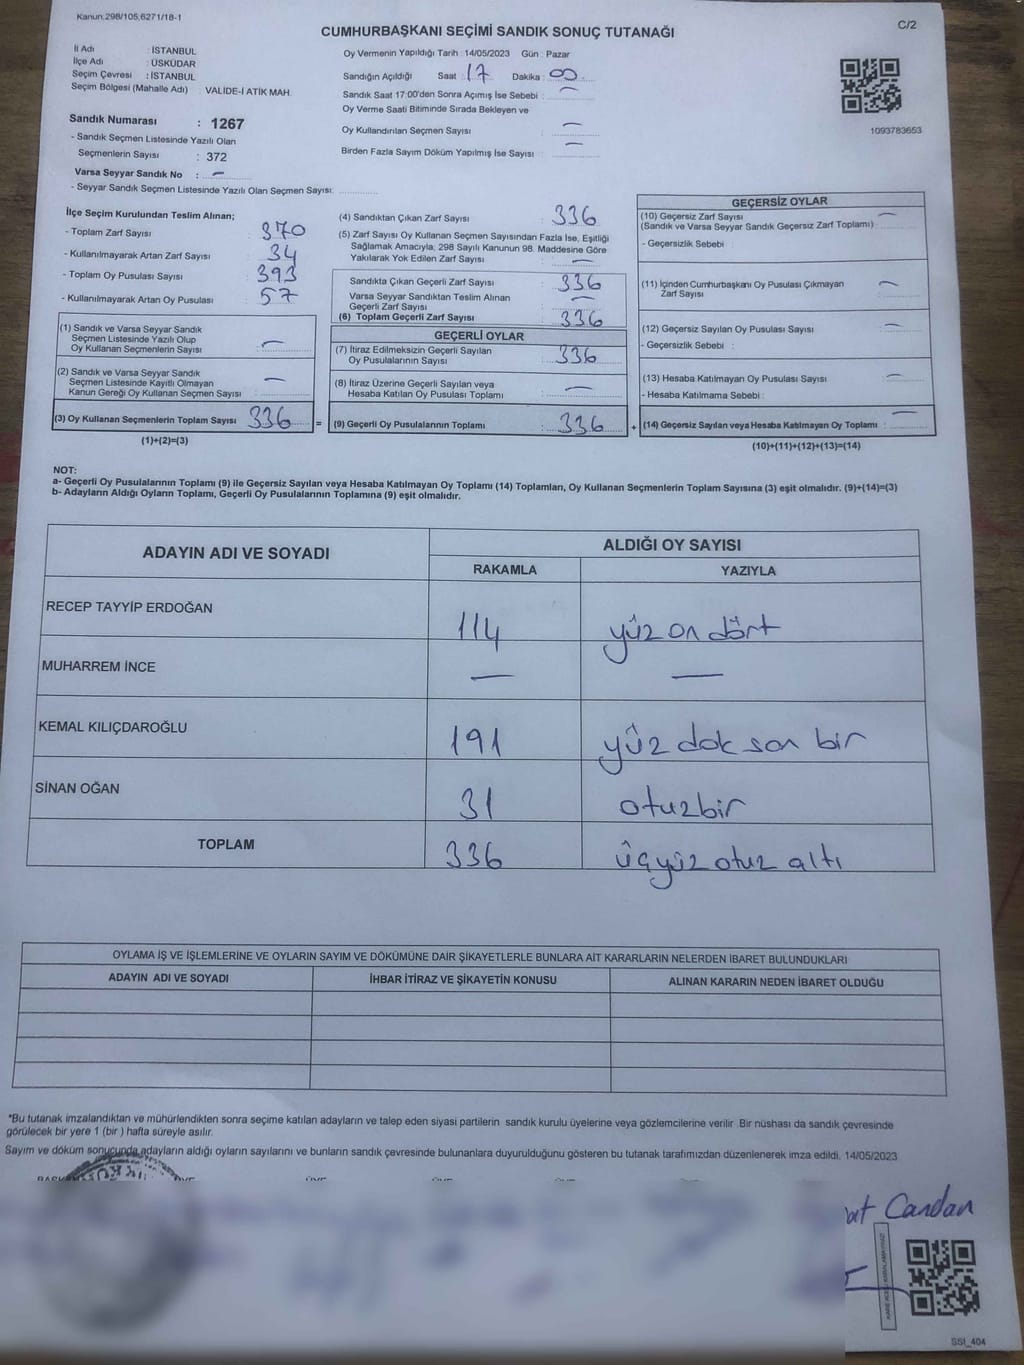 Kanun:298/105,6271/18-1
C/2
CUMHURBAŞKANI SEÇİMİ SANDIK SONUÇ TUTANAĞI
İl Adı : İSTANBUL
İlçe Adı : ÜSKÜDAR
Seçim Çevresi : İSTANBUL
Seçim Bölgesi (Mahalle Adı) : VALİDE-İ ATİK MAH.
Sandık Numarası : 1267
- Sandık Seçmen Listesinde Yazılı Olan
Seçmenlerin Sayısı : 372
Varsa Seyyar Sandık No : —
- Seyyar Sandık Seçmen Listesinde Yazılı Olan Seçmen Sayısı:
Oy Vermenin Yapıldığı Tarih : 14/05/2023 Gün : Pazar
Sandığın Açıldığı Saat : 17 Dakika : 00
Sandık Saat 17:00'den Sonra Açımış İse Sebebi : —
Oy Verme Saati Bitiminde Sırada Bekleyen ve
Oy Kullandırılan Seçmen Sayısı : —
Birden Fazla Sayım Döküm Yapılmış İse Sayısı : —
1093783653
İlçe Seçim Kurulundan Teslim Alınan;
- Toplam Zarf Sayısı : 370
- Kullanılmayarak Artan Zarf Sayısı : 34
- Toplam Oy Pusulası Sayısı : 393
- Kullanılmayarak Artan Oy Pusulası : 57
(1) Sandık ve Varsa Seyyar Sandık
Seçmen Listesinde Yazılı Olup
Oy Kullanan Seçmenlerin Sayısı : —
(2) Sandık ve Varsa Seyyar Sandık
Seçmen Listesinde Kayıtlı Olmayan
Kanun Gereği Oy Kullanan Seçmen Sayısı : —
(3) Oy Kullanan Seçmenlerin Toplam Sayısı : 336 =
(1)+(2)=(3)
(4) Sandıktan Çıkan Zarf Sayısı : 336
(5) Zarf Sayısı Oy Kullanan Seçmen Sayısından Fazla İse, Eşitliği
Sağlamak Amacıyla, 298 Sayılı Kanunun 98. Maddesine Göre
Yakılarak Yok Edilen Zarf Sayısı : —
Sandıkta Çıkan Geçerli Zarf Sayısı : 336
Varsa Seyyar Sandıktan Teslim Alınan
Geçerli Zarf Sayısı : —
(6) Toplam Geçerli Zarf Sayısı : 336
GEÇERLİ OYLAR
(7) İtiraz Edilmeksizin Geçerli Sayılan
Oy Pusulalarının Sayısı : 336
(8) İtiraz Üzerine Geçerli Sayılan veya
Hesaba Katılan Oy Pusulası Toplamı : —
(9) Geçerli Oy Pusulalarının Toplamı : 336 +
GEÇERSİZ OYLAR
(10) Geçersiz Zarf Sayısı : —
(Sandık ve Varsa Seyyar Sandık Geçersiz Zarf Toplamı)
- Geçersizlik Sebebi :
(11) İçinden Cumhurbaşkanı Oy Pusulası Çıkmayan
Zarf Sayısı : —
(12) Geçersiz Sayılan Oy Pusulası Sayısı : —
- Geçersizlik Sebebi :
(13) Hesaba Katılmayan Oy Pusulası Sayısı : —
- Hesaba Katılmama Sebebi :
(14) Geçersiz Sayılan veya Hesaba Katılmayan Oy Toplamı : —
(10)+(11)+(12)+(13)=(14)
NOT:
a- Geçerli Oy Pusulalarının Toplamı (9) ile Geçersiz Sayılan veya Hesaba Katılmayan Oy Toplamı (14) Toplamları, Oy Kullanan Seçmenlerin Toplam Sayısına (3) eşit olmalıdır. (9)+(14)=(3)
b- Adayların Aldığı Oyların Toplamı, Geçerli Oy Pusulalarının Toplamına (9) eşit olmalıdır.
ADAYIN ADI VE SOYADI
ALDIĞI OY SAYISI
RAKAMLA YAZIYLA
RECEP TAYYİP ERDOĞAN 114 yüz on dört
MUHARREM İNCE — —
KEMAL KILIÇDAROĞLU 191 yüz dok son bir
SİNAN OĞAN 31 otuzbir
TOPLAM 336 üçyüz otuz altı
OYLAMA İŞ VE İŞLEMLERİNE VE OYLARIN SAYIM VE DÖKÜMÜNE DAİR ŞİKAYETLERLE BUNLARA AİT KARARLARIN NELERDEN İBARET BULUNDUKLARI
ADAYIN ADI VE SOYADI İHBAR İTİRAZ VE ŞİKAYETİN KONUSU ALINAN KARARIN NEDEN İBARET OLDUĞU
*Bu tutanak imzalandıktan ve mühürlendikten sonra seçime katılan adayların ve talep eden siyasi partilerin sandık kurulu üyelerine veya gözlemcilerine verilir. Bir nüshası da sandık çevresinde
görülecek bir yere 1 (bir ) hafta süreyle asılır.
Sayım ve döküm sonucunda adayların aldığı oyların sayılarını ve bunların sandık çevresinde bulunanlara duyurulduğunu gösteren bu tutanak tarafımızdan düzenlenerek imza edildi. 14/05/2023
Candan
SSI_404